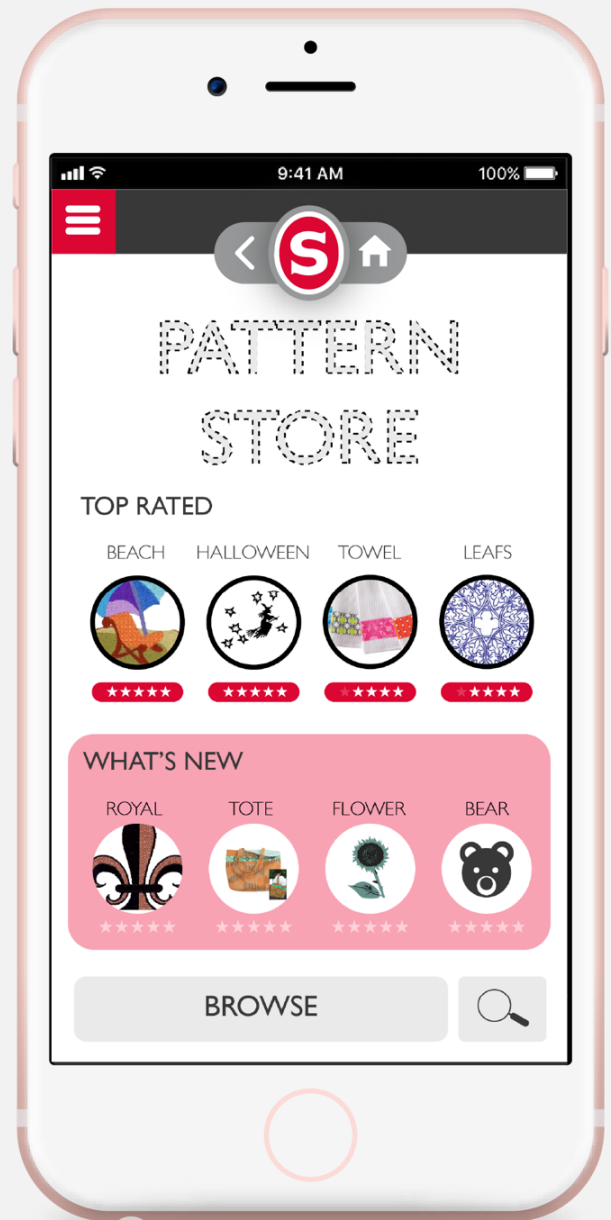 9:41 AM 100%
S
PATTERN
STORE
TOP RATED
BEACH HALLOWEEN TOWEL LEAFS
WHAT'S NEW
ROYAL TOTE FLOWER BEAR
BROWSE